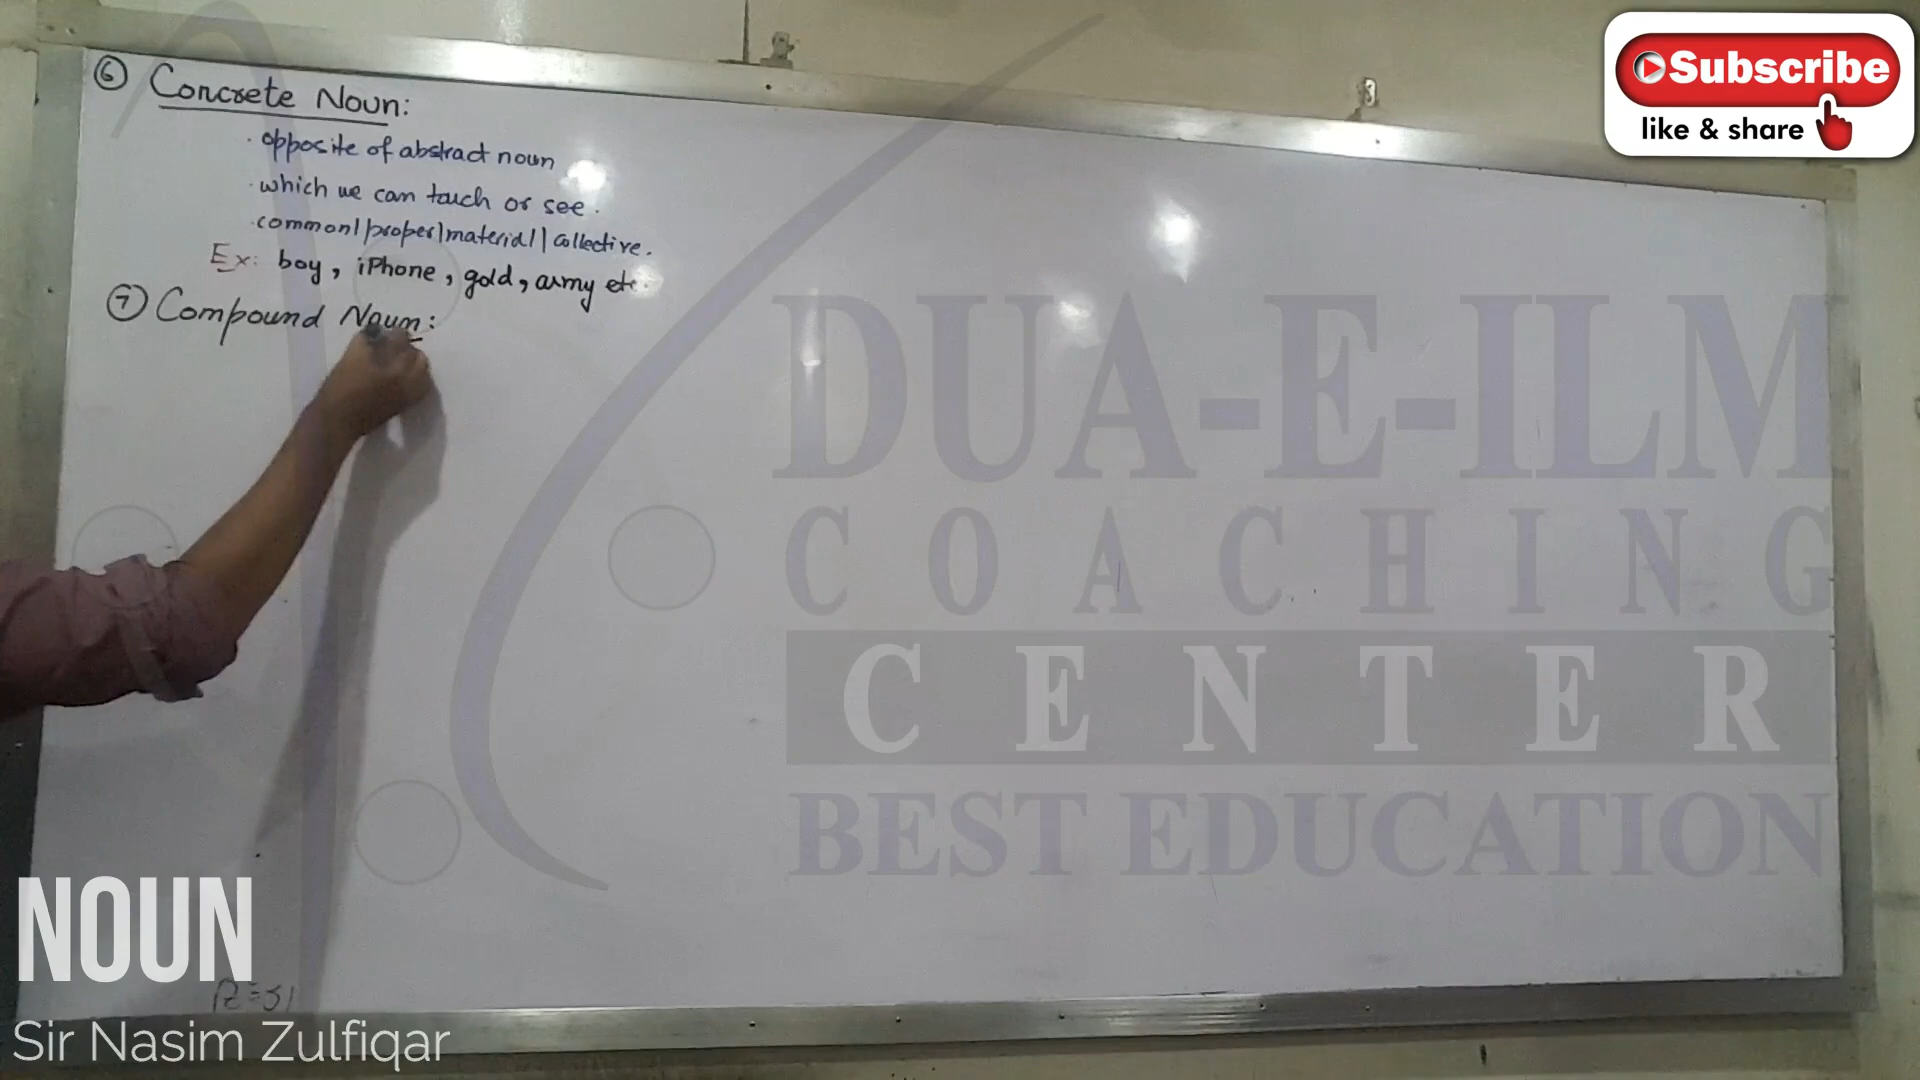 ⑥ Concrete Noun:
· opposite of abstract noun
· which we can touch or see.
· common/proper/material/collective.
Ex: boy, iPhone, gold, army etc.
⑦ Compound Noun:
Subscribe
like & share
DUA-E-ILM
COACHING
CENTER
BEST EDUCATION
NOUN
Sir Nasim Zulfiqar